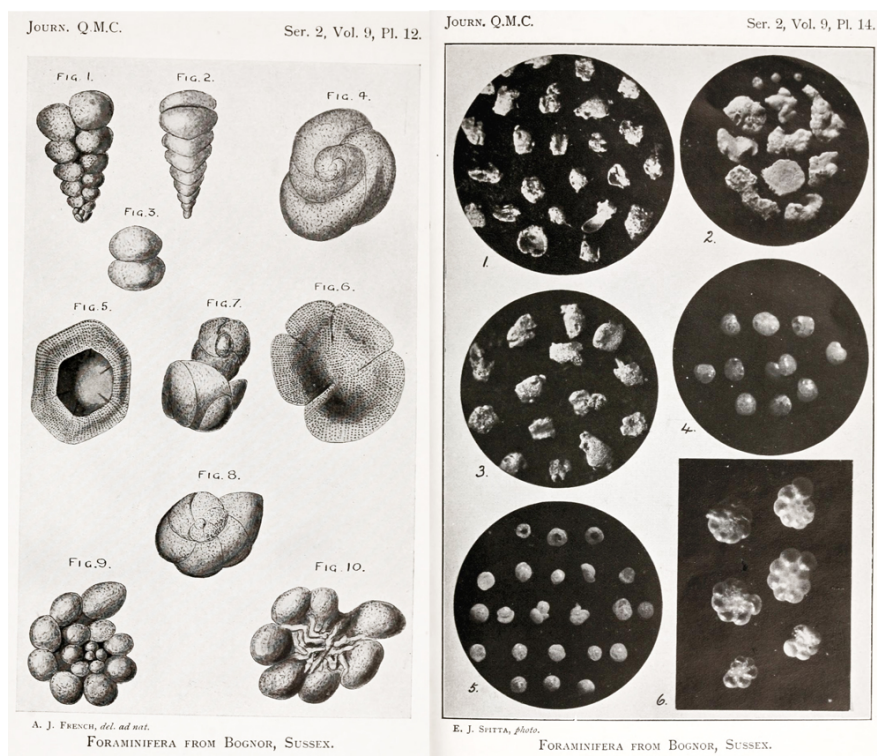 JOURN. Q.M.C.
SER. 2, VOL. 9, PL. 12.
FIG. 1.
FIG. 2.
FIG. 4.
FIG. 3.
FIG. 5.
FIG. 7.
FIG. 6.
FIG. 8.
FIG. 9.
FIG. 10.
A. J. FRENCH, del. ad nat.
FORAMINIFERA FROM BOGNOR, SUSSEX.
JOURN. Q.M.C.
SER. 2, VOL. 9, PL. 14.
1.
2.
3.
4.
5.
6.
E. J. SPITTA, photo.
FORAMINIFERA FROM BOGNOR, SUSSEX.